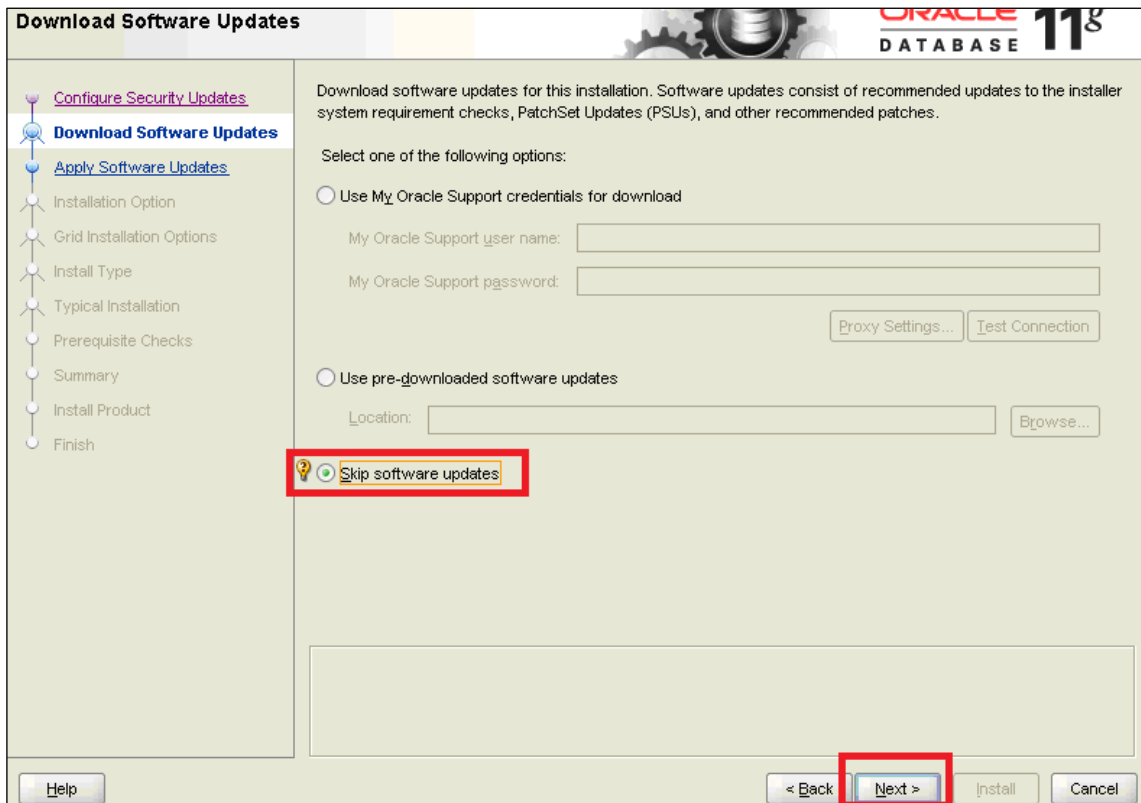 Download Software Updates
ORACLE
DATABASE
11g
Configure Security Updates
Download Software Updates
Apply Software Updates
Installation Option
Grid Installation Options
Install Type
Typical Installation
Prerequisite Checks
Summary
Install Product
Finish
Download software updates for this installation. Software updates consist of recommended updates to the installer
system requirement checks, PatchSet Updates (PSUs), and other recommended patches.
Select one of the following options:
Use My Oracle Support credentials for download
My Oracle Support user name:
My Oracle Support password:
Proxy Settings...
Test Connection
Use pre-downloaded software updates
Location:
Browse...
Skip software updates
Help
< Back
Next >
Install
Cancel